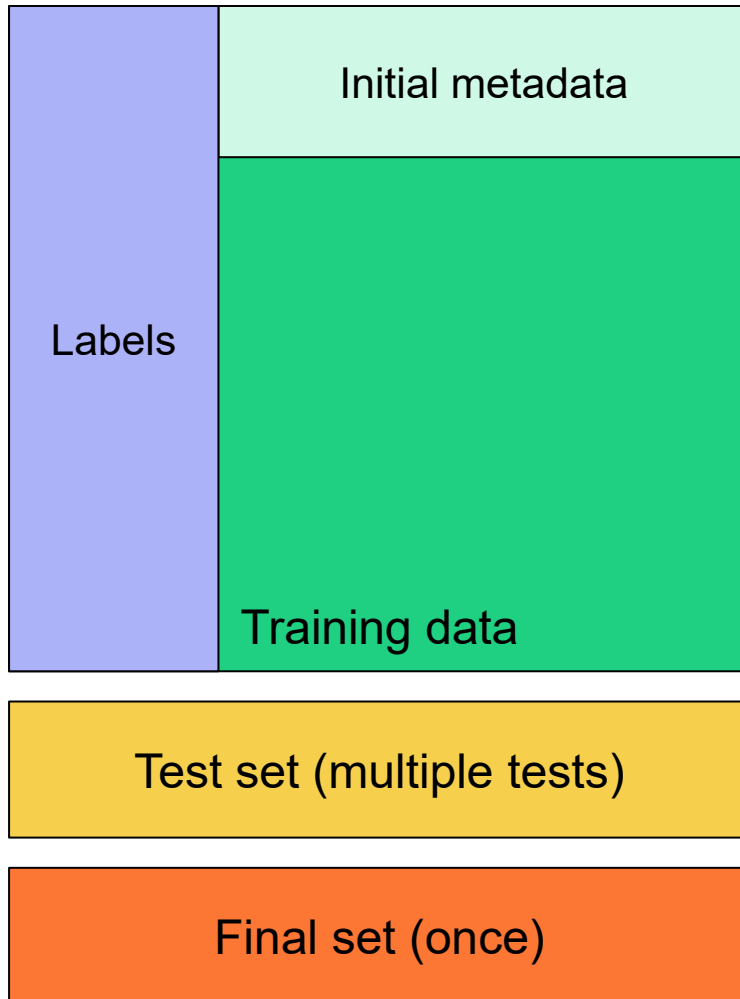 Initial metadata
Labels
Training data
Test set (multiple tests)
Final set (once)